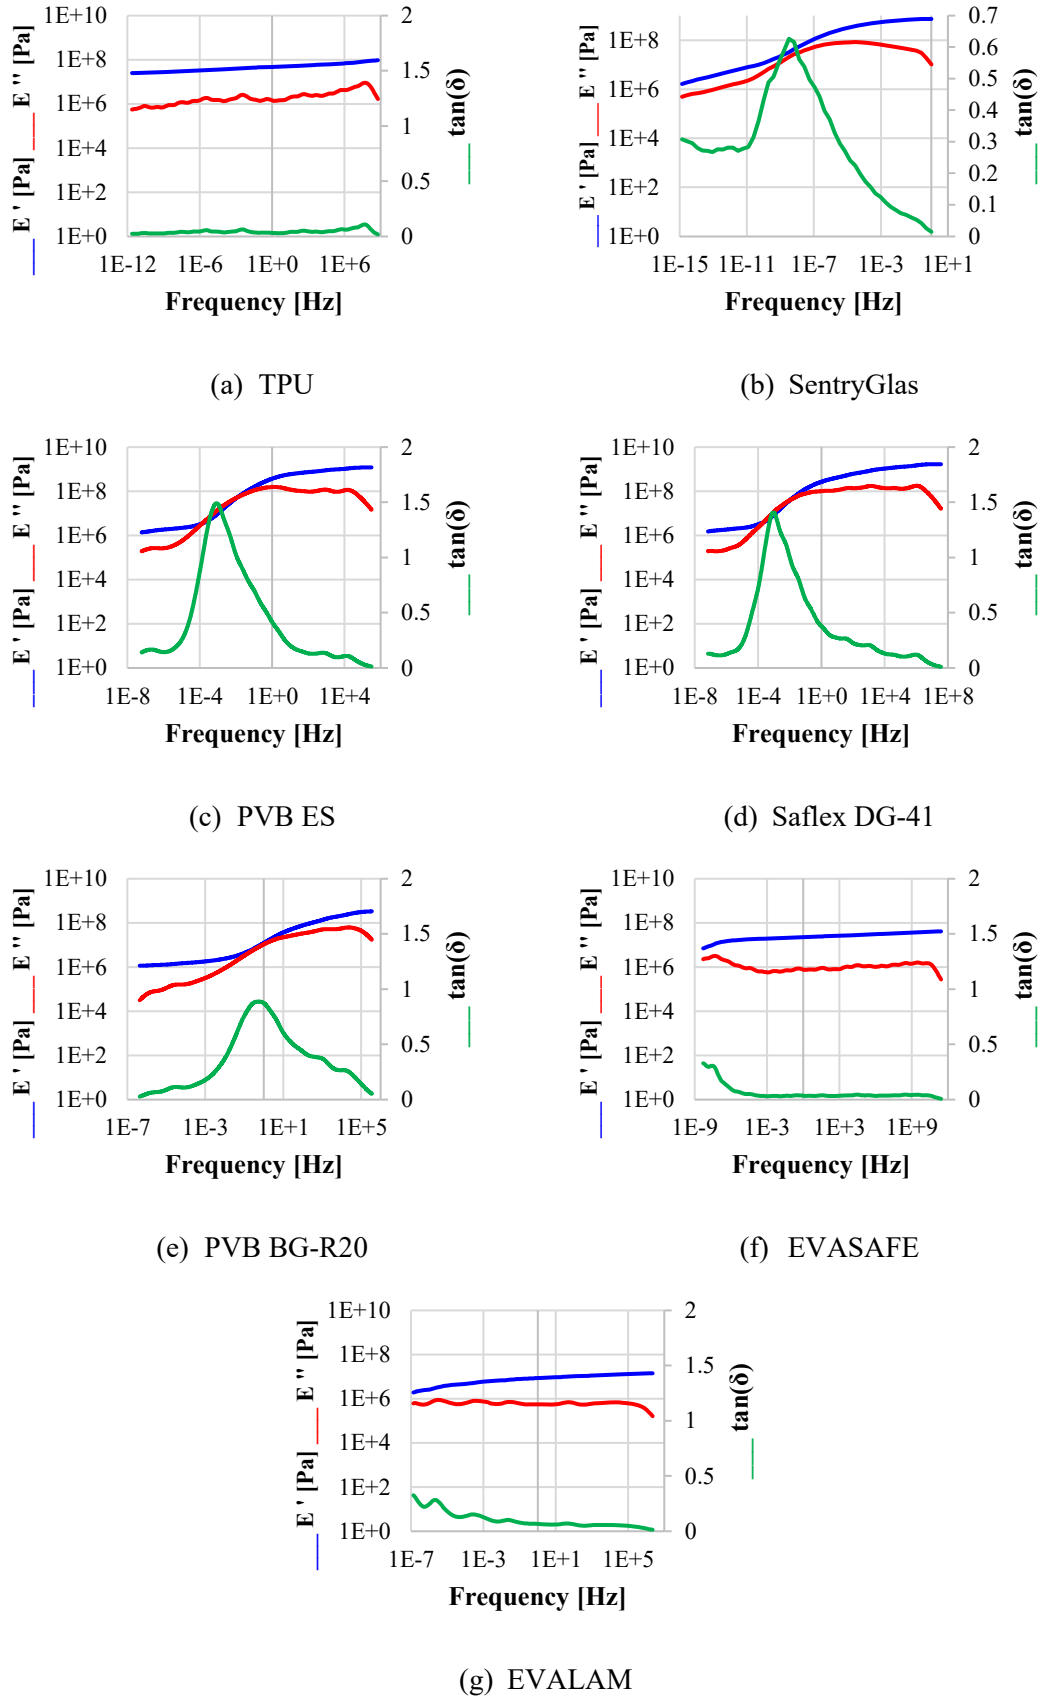 E ' [Pa] E'' [Pa]
1E+10
1E+8
1E+6
1E+4
1E+2
1E+0
2
1.5
1
0.5
0
tan(δ)
1E-12 1E-6 1E+0 1E+6
Frequency [Hz]
(a) TPU
E ' [Pa] E'' [Pa]
1E+8
1E+6
1E+4
1E+2
1E+0
0.7
0.6
0.5
0.4
0.3
0.2
0.1
0
tan(δ)
1E-15 1E-11 1E-7 1E-3 1E+1
Frequency [Hz]
(b) SentryGlas
E ' [Pa] E'' [Pa]
1E+10
1E+8
1E+6
1E+4
1E+2
1E+0
2
1.5
1
0.5
0
tan(δ)
1E-8 1E-4 1E+0 1E+4
Frequency [Hz]
(c) PVB ES
E ' [Pa] E'' [Pa]
1E+10
1E+8
1E+6
1E+4
1E+2
1E+0
2
1.5
1
0.5
0
tan(δ)
1E-8 1E-4 1E+0 1E+4 1E+8
Frequency [Hz]
(d) Saflex DG-41
E ' [Pa] E'' [Pa]
1E+10
1E+8
1E+6
1E+4
1E+2
1E+0
2
1.5
1
0.5
0
tan(δ)
1E-7 1E-3 1E+1 1E+5
Frequency [Hz]
(e) PVB BG-R20
E ' [Pa] E'' [Pa]
1E+10
1E+8
1E+6
1E+4
1E+2
1E+0
2
1.5
1
0.5
0
tan(δ)
1E-9 1E-3 1E+3 1E+9
Frequency [Hz]
(f) EVASAFE
E ' [Pa] E'' [Pa]
1E+10
1E+8
1E+6
1E+4
1E+2
1E+0
2
1.5
1
0.5
0
tan(δ)
1E-7 1E-3 1E+1 1E+5
Frequency [Hz]
(g) EVALAM